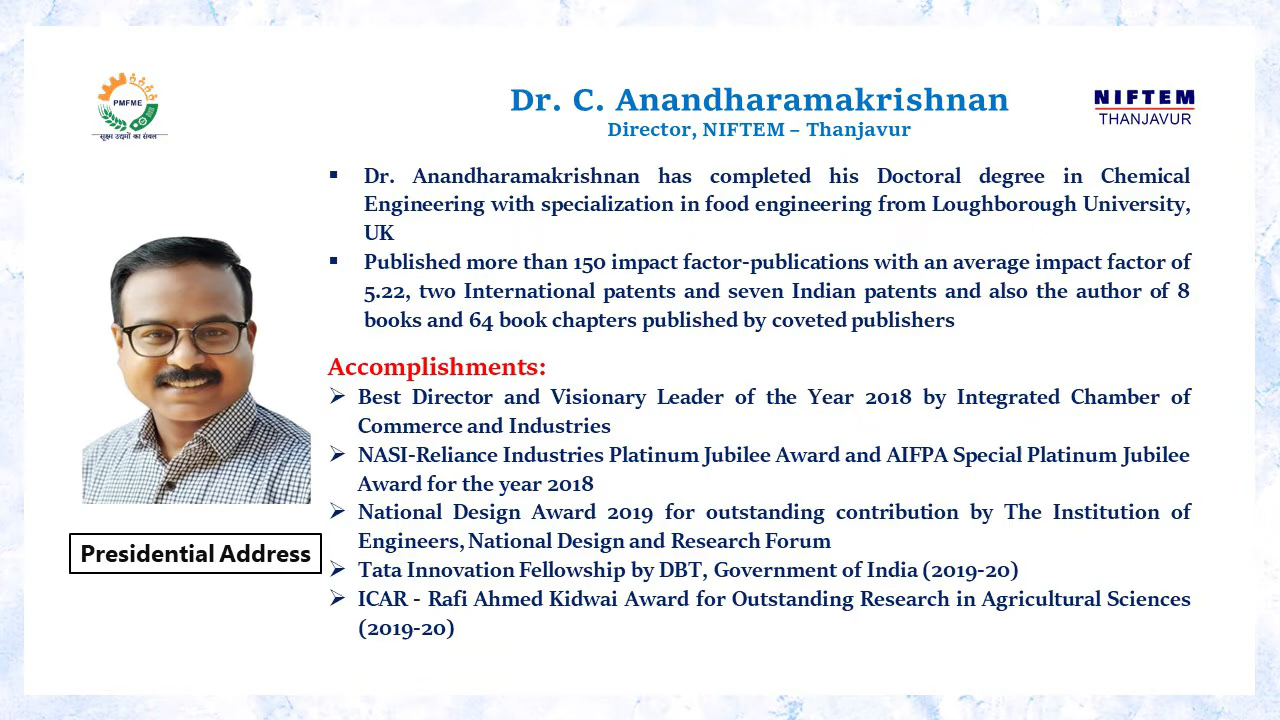 PMFME
सूक्ष्म उद्यमों का संबल
Dr. C. Anandharamakrishnan
Director, NIFTEM – Thanjavur
NIFTEM
THANJAVUR
▪ Dr. Anandharamakrishnan has completed his Doctoral degree in Chemical
Engineering with specialization in food engineering from Loughborough University,
UK
▪ Published more than 150 impact factor-publications with an average impact factor of
5.22, two International patents and seven Indian patents and also the author of 8
books and 64 book chapters published by coveted publishers
Accomplishments:
➢ Best Director and Visionary Leader of the Year 2018 by Integrated Chamber of
Commerce and Industries
➢ NASI-Reliance Industries Platinum Jubilee Award and AIFPA Special Platinum Jubilee
Award for the year 2018
➢ National Design Award 2019 for outstanding contribution by The Institution of
Engineers, National Design and Research Forum
➢ Tata Innovation Fellowship by DBT, Government of India (2019-20)
➢ ICAR - Rafi Ahmed Kidwai Award for Outstanding Research in Agricultural Sciences
(2019-20)
Presidential Address